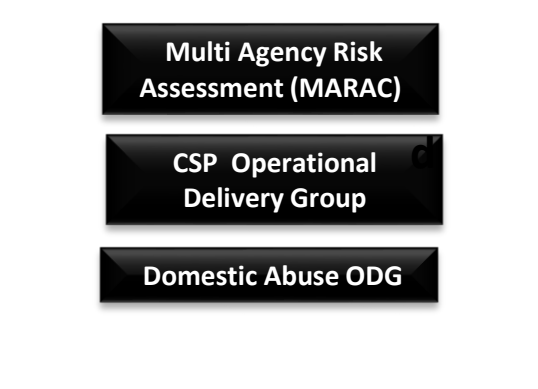 Multi Agency Risk
Assessment (MARAC)
CSP  Operational
d
Delivery Group
Domestic Abuse ODG